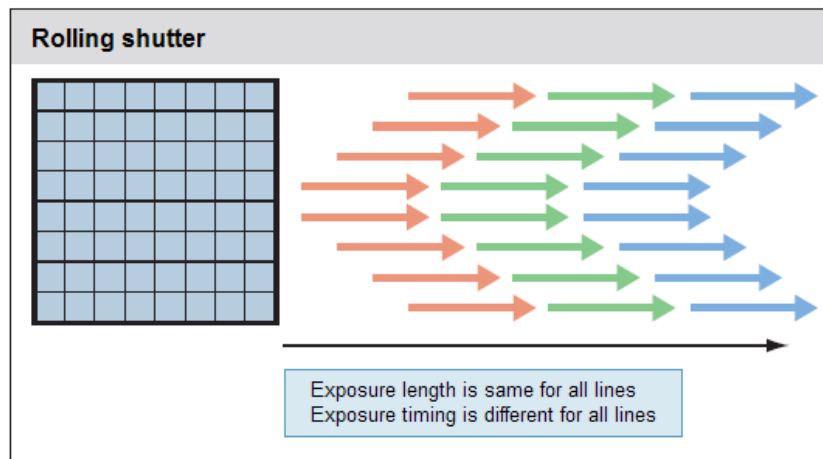 Rolling shutter
Exposure length is same for all lines
Exposure timing is different for all lines